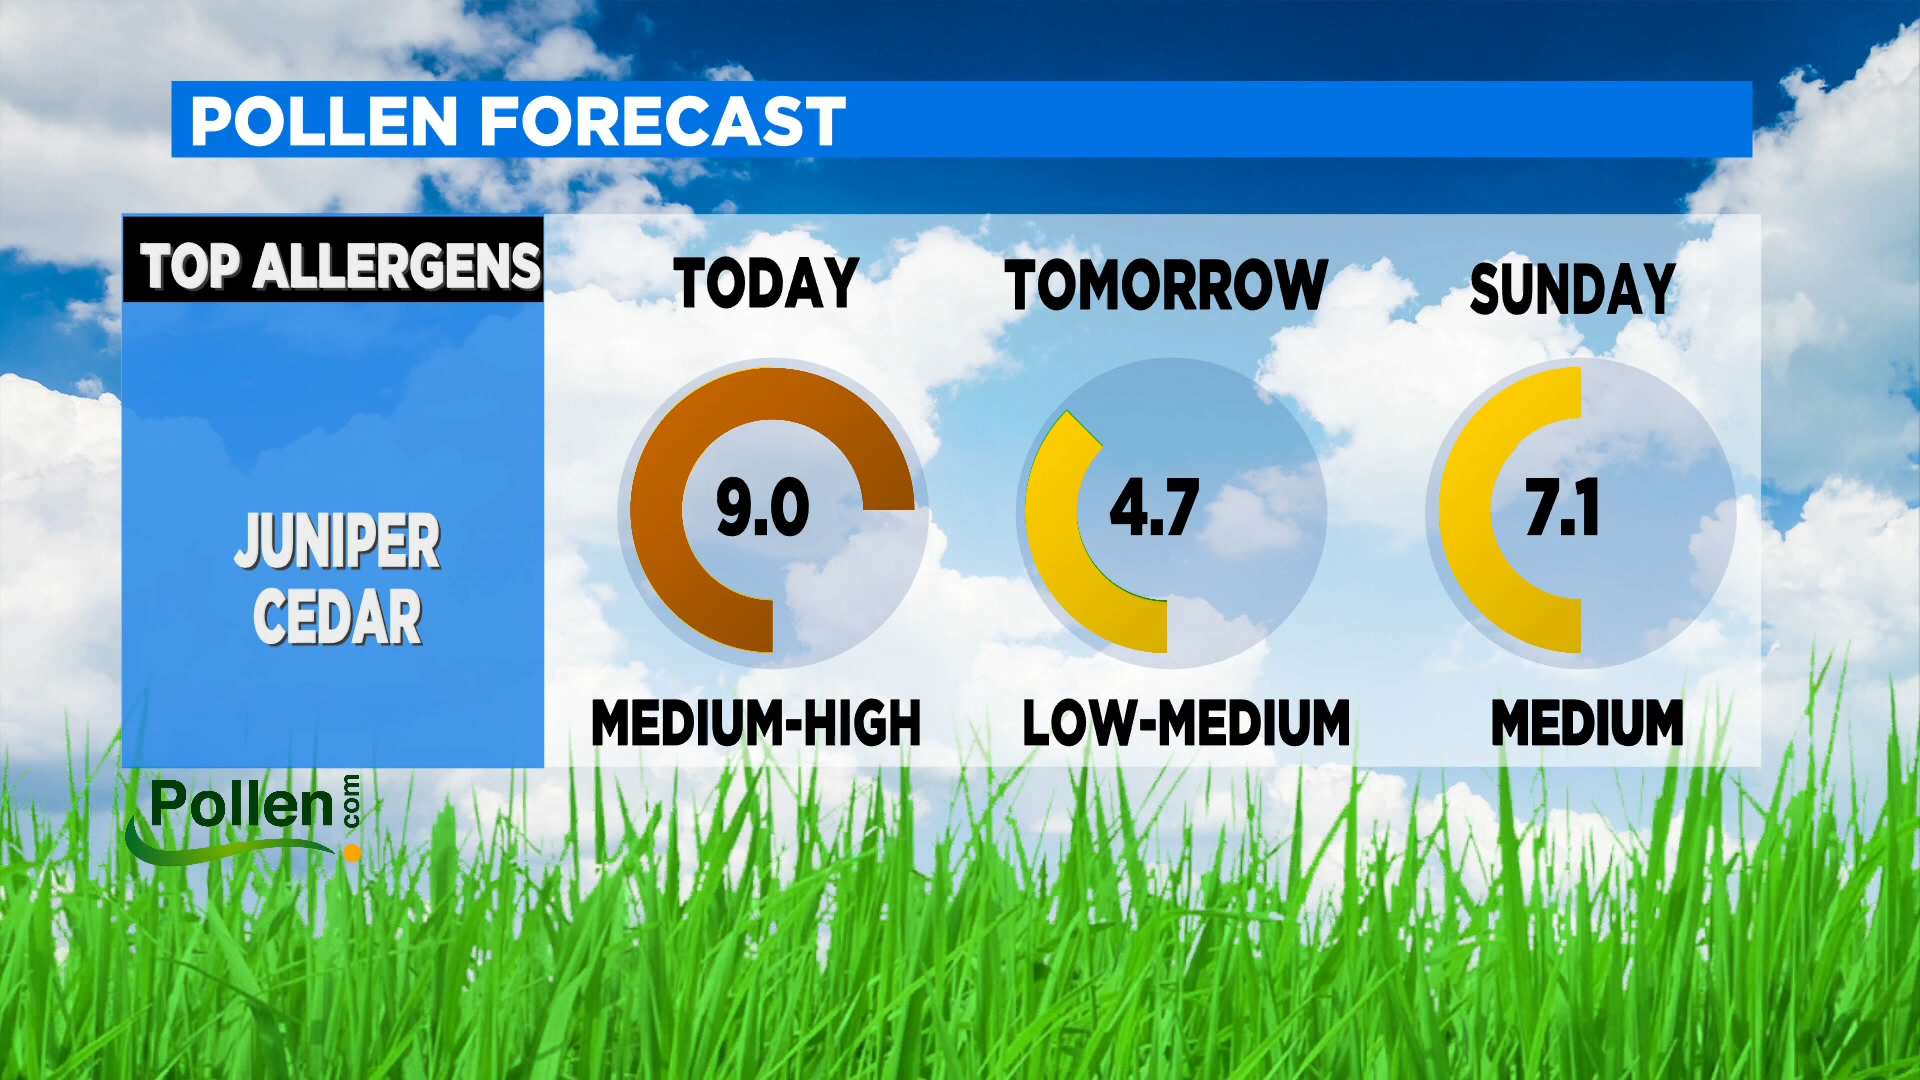 POLLEN FORECAST
TOP ALLERGENS
JUNIPER
CEDAR
TODAY
9.0
MEDIUM-HIGH
TOMORROW
4.7
LOW-MEDIUM
SUNDAY
7.1
MEDIUM
Pollen.com